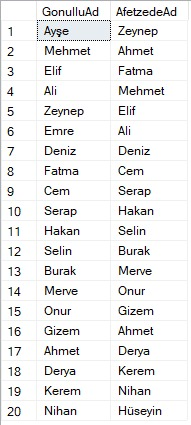 GonulluAd AfetzedeAd
1 Ayşe Zeynep
2 Mehmet Ahmet
3 Elif Fatma
4 Ali Mehmet
5 Zeynep Elif
6 Emre Ali
7 Deniz Deniz
8 Fatma Cem
9 Cem Serap
10 Serap Hakan
11 Hakan Selin
12 Selin Burak
13 Burak Merve
14 Merve Onur
15 Onur Gizem
16 Gizem Ahmet
17 Ahmet Derya
18 Derya Kerem
19 Kerem Nihan
20 Nihan Hüseyin